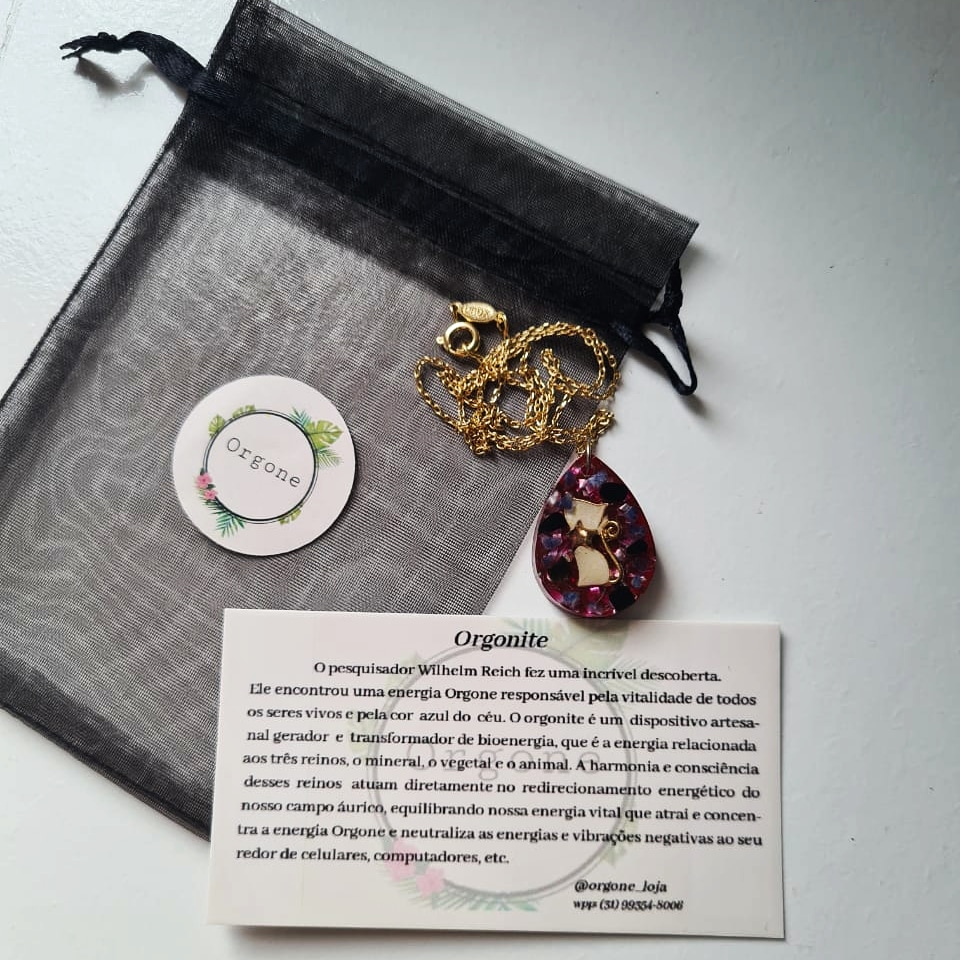 Orgone
Orgonite
O pesquisador Wilhelm Reich fez uma incrível descoberta.
Ele encontrou uma energia Orgone responsável pela vitalidade de todos
os seres vivos e pela cor azul do céu. O orgonite é um dispositivo artesa-
nal gerador e transformador de bioenergia, que é a energia relacionada
aos três reinos, o mineral, o vegetal e o animal. A harmonia e consciência
desses reinos atuam diretamente no redirecionamento energético do
nosso campo áurico, equilibrando nossa energia vital que atrai e concen-
tra a energia Orgone e neutraliza as energias e vibrações negativas ao seu
redor de celulares, computadores, etc.
Orgone
@orgone_loja
wpp (31) 99354-8006